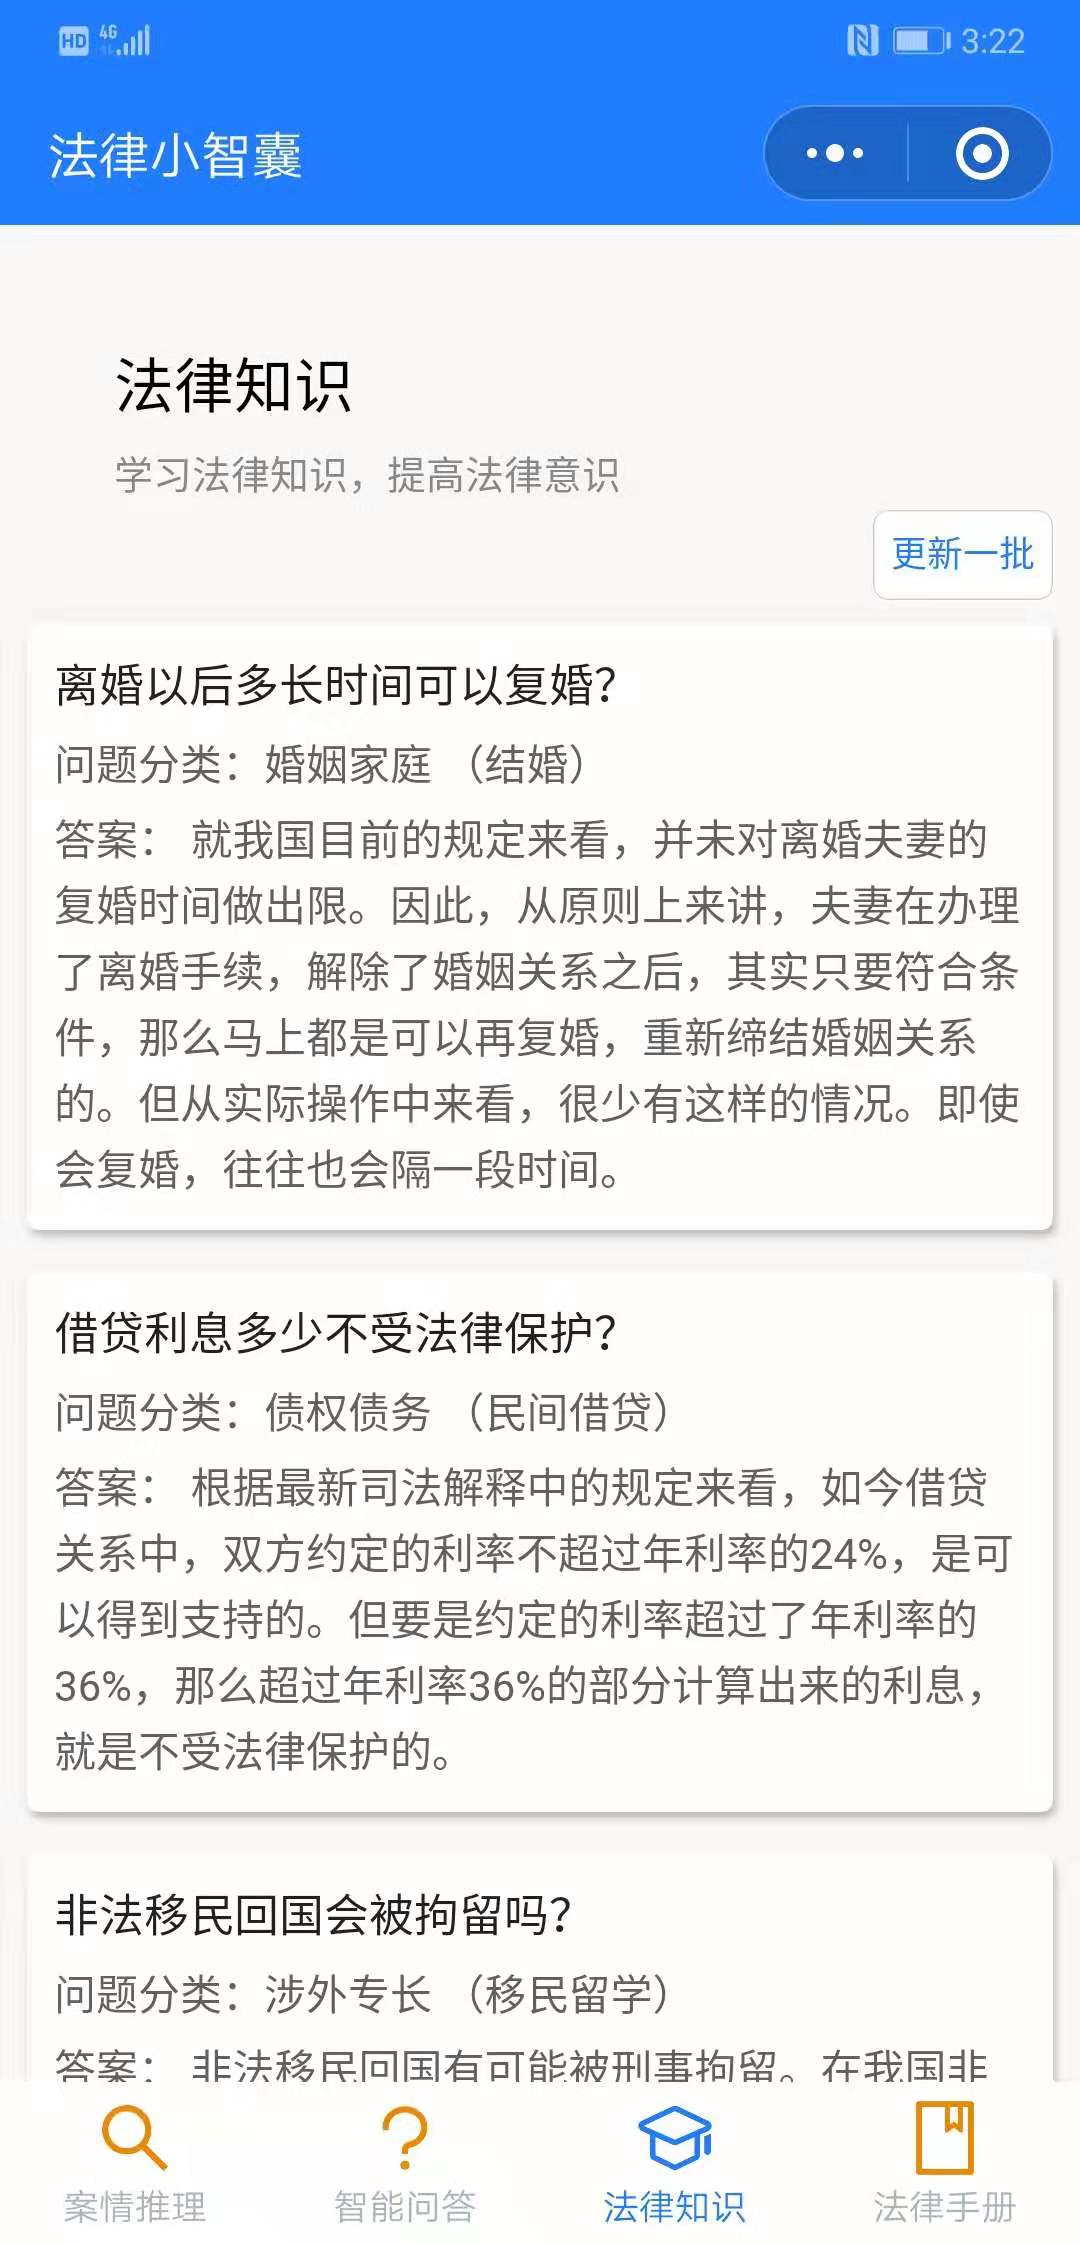 HD 4G 3:22
法律小智囊
法律知识
学习法律知识，提高法律意识
更新一批
离婚以后多长时间可以复婚？
问题分类：婚姻家庭 （结婚）
答案： 就我国目前的规定来看，并未对离婚夫妻的
复婚时间做出限。因此，从原则上来讲，夫妻在办理
了离婚手续，解除了婚姻关系之后，其实只要符合条
件，那么马上都是可以再复婚，重新缔结婚姻关系
的。但从实际操作中来看，很少有这样的情况。即使
会复婚，往往也会隔一段时间。
借贷利息多少不受法律保护？
问题分类：债权债务 （民间借贷）
答案： 根据最新司法解释中的规定来看，如今借贷
关系中，双方约定的利率不超过年利率的24%，是可
以得到支持的。但要是约定的利率超过了年利率的
36%，那么超过年利率36%的部分计算出来的利息，
就是不受法律保护的。
非法移民回国会被拘留吗？
问题分类：涉外专长 （移民留学）
答案： 非法移民回国有可能被刑事拘留。在我国非
案情推理 智能问答 法律知识 法律手册